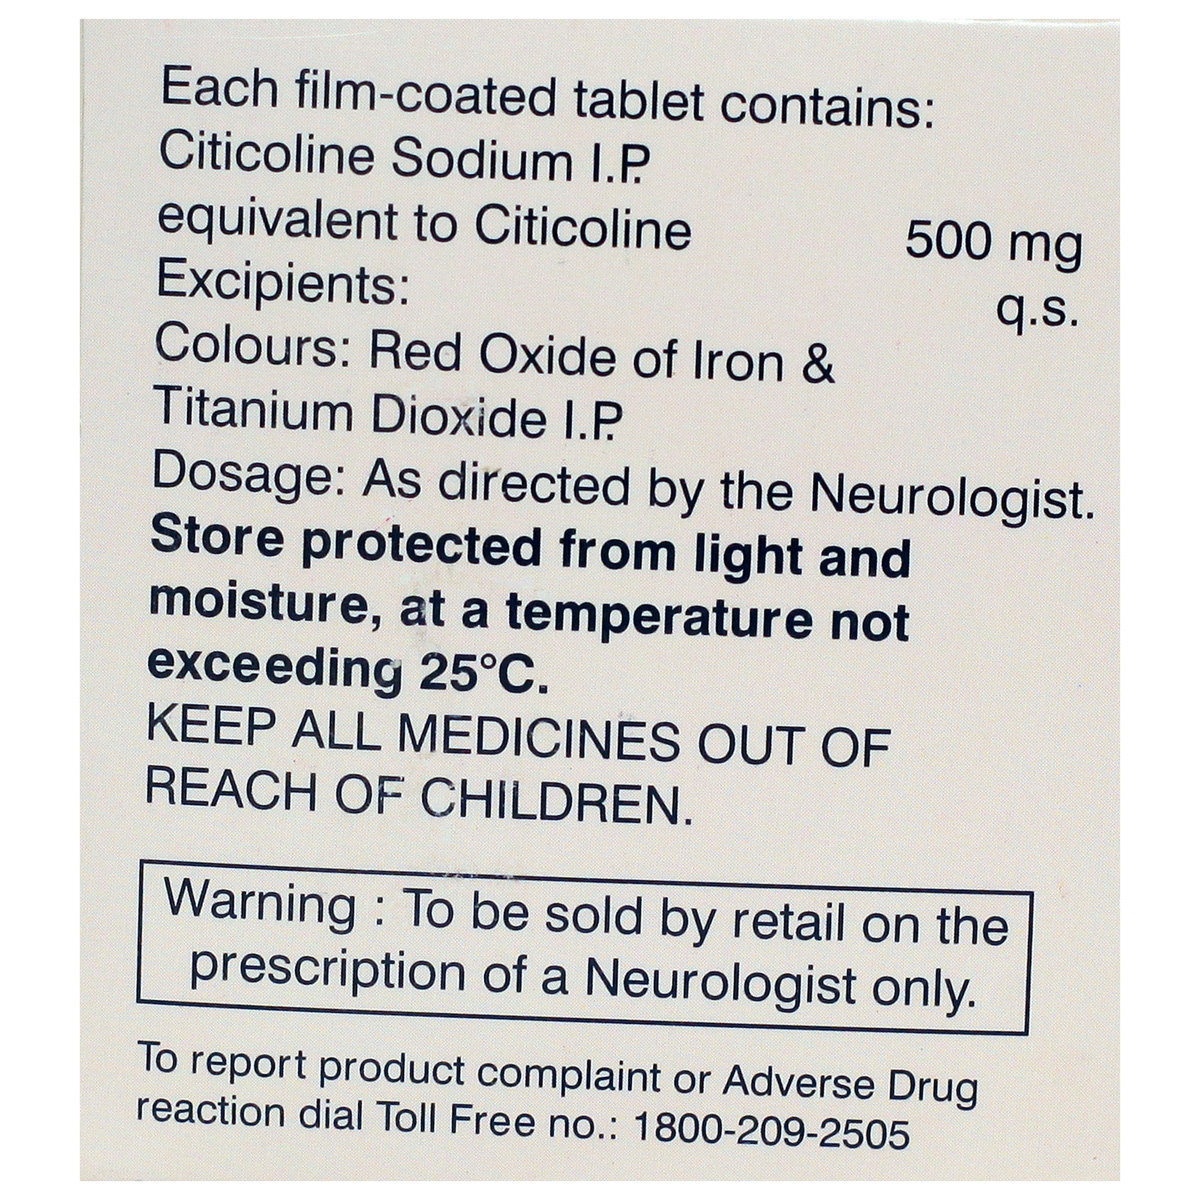 Each film-coated tablet contains:
Citicoline Sodium I.P.
equivalent to Citicoline 500 mg
Excipients: q.s.
Colours: Red Oxide of Iron &
Titanium Dioxide I.P.
Dosage: As directed by the Neurologist.
Store protected from light and
moisture, at a temperature not
exceeding 25°C.
KEEP ALL MEDICINES OUT OF
REACH OF CHILDREN.
Warning : To be sold by retail on the
prescription of a Neurologist only.
To report product complaint or Adverse Drug
reaction dial Toll Free no.: 1800-209-2505